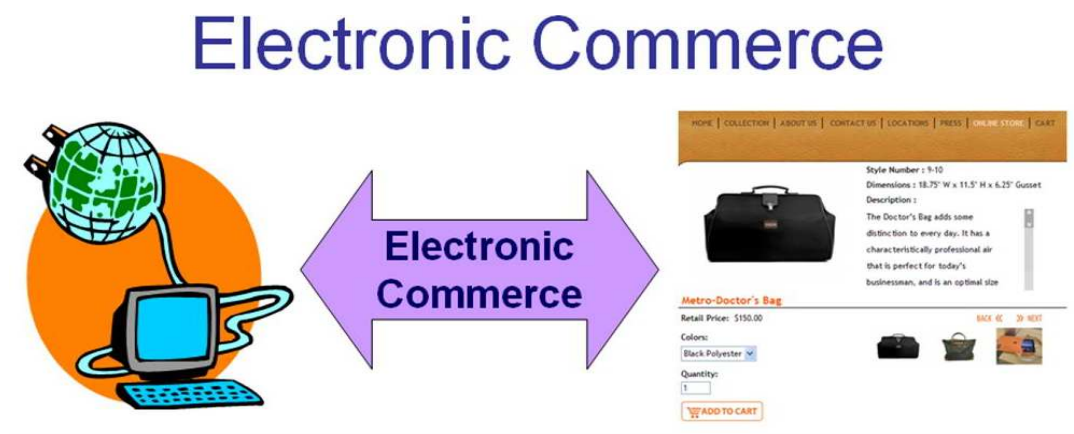 Electronic Commerce
Electronic
Commerce
HOME | COLLECTION | ABOUT US | CONTACT US | LOCATIONS | PRESS | ONLINE STORE | CART
Style Number : 9-10
Dimensions : 18.75" W x 11.5" H x 6.25" Gusset
Description :
The Doctor's Bag adds some
distinction to every day. It has a
characteristically professional air
that is perfect for today's
businessman, and is an optimal size
Metro-Doctor's Bag
Retail Price: $150.00
BACK << >> NEXT
Colors:
Black Polyester
Quantity:
1
ADD TO CART